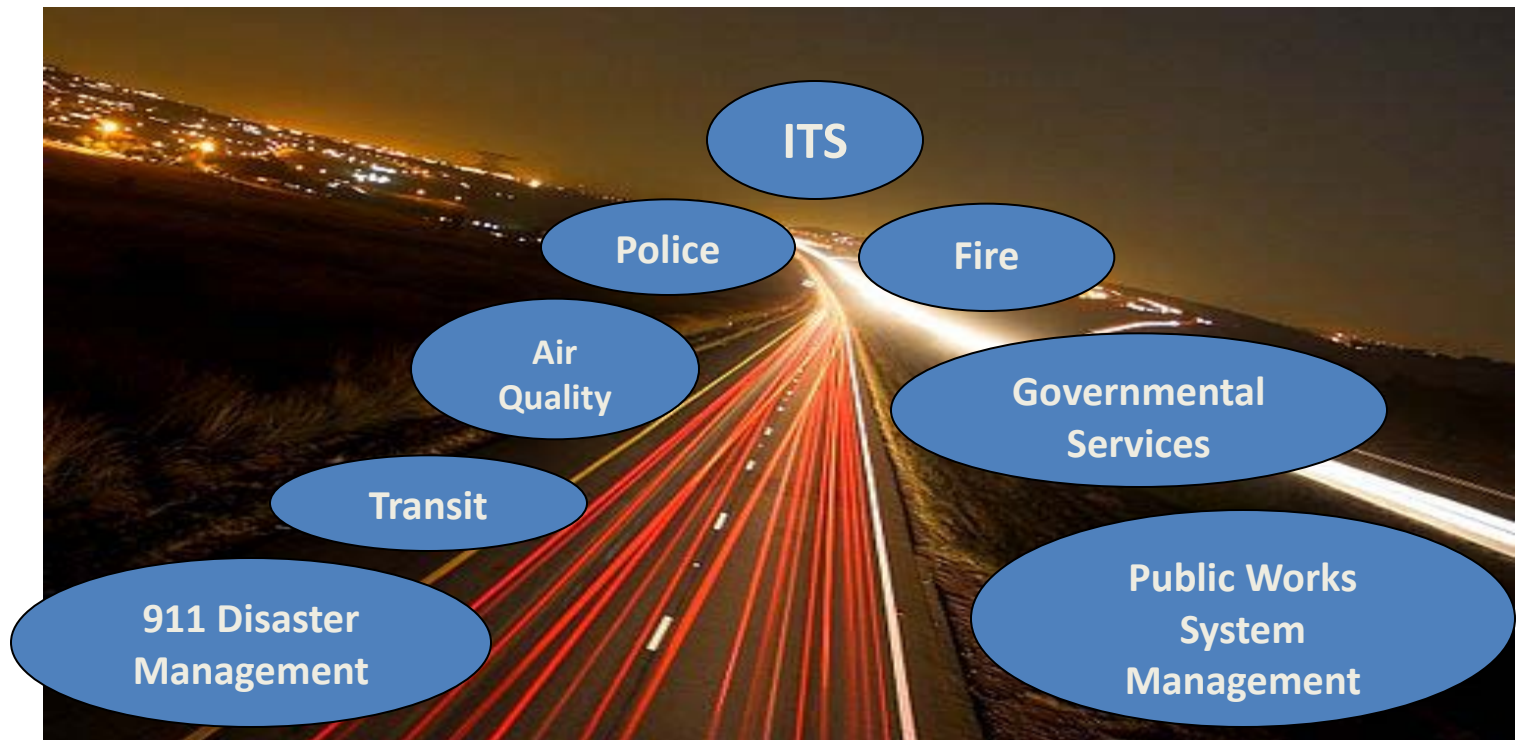 ITS
Police
Fire
Air
Quality
Governmental
Services
Transit
911 Disaster
Management
Public Works
System
Management